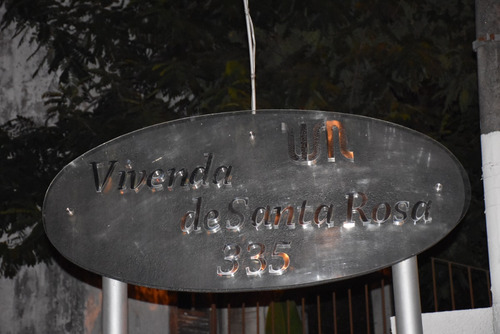 Vivenda
de Santa Rosa
335